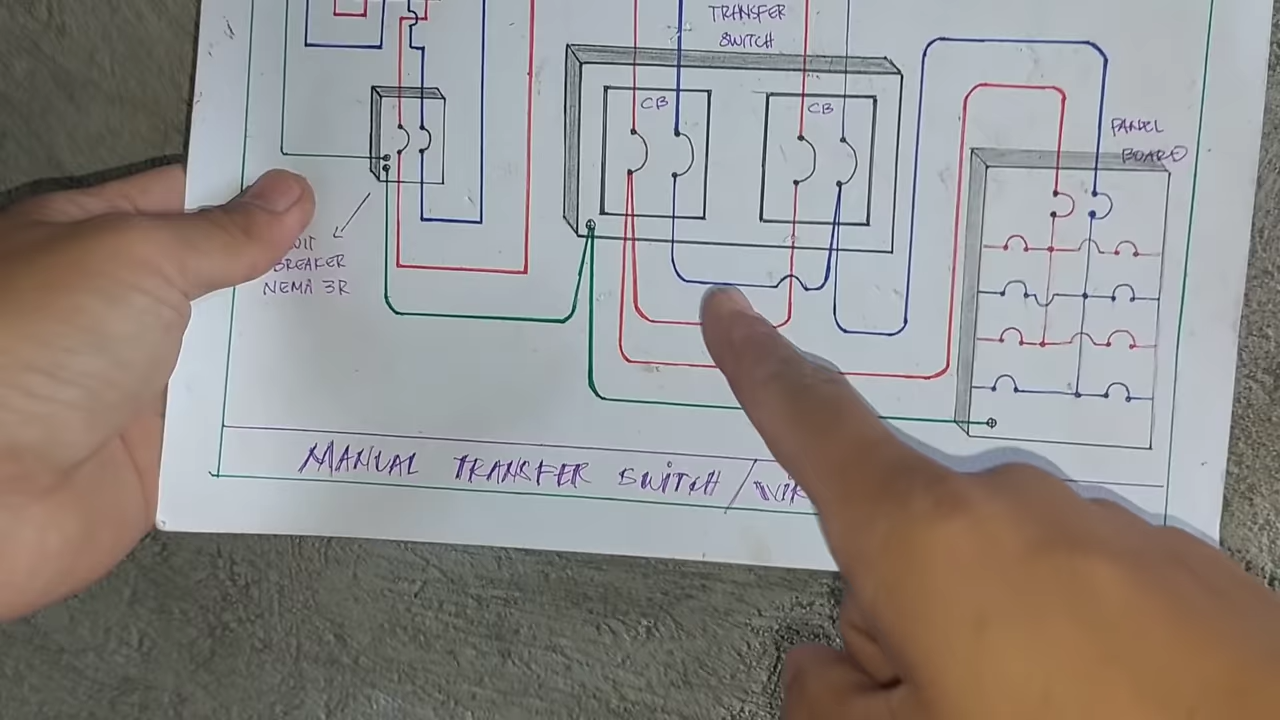 TRANSFER
SWITCH
CB
CB
PANEL
BOARD
BREAKER
NEMA 3R
MANUAL TRANSFER SWITCH /